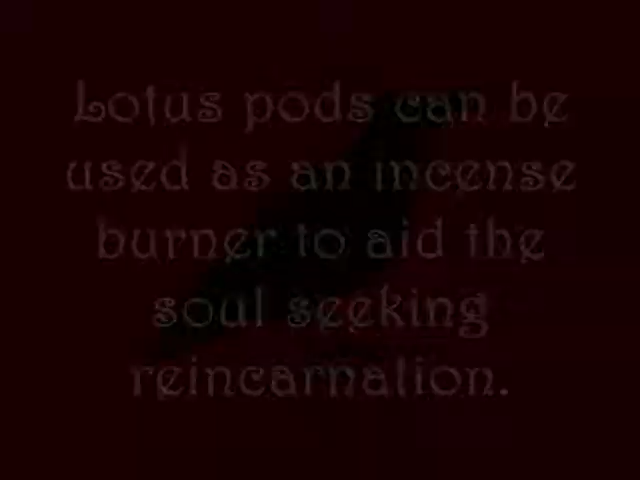 Lotus pods can be
used as an incense
burner to aid the
soul seeking
reincarnation.